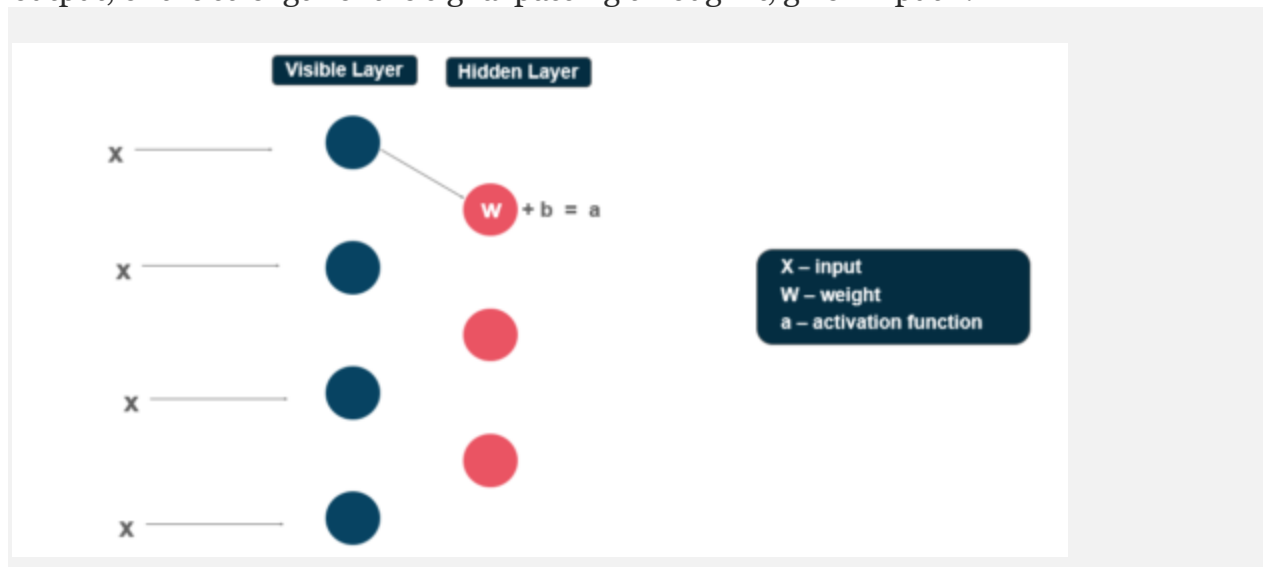 Visible Layer Hidden Layer
X
W + b = a
X
X – input
W – weight
a – activation function
X
X